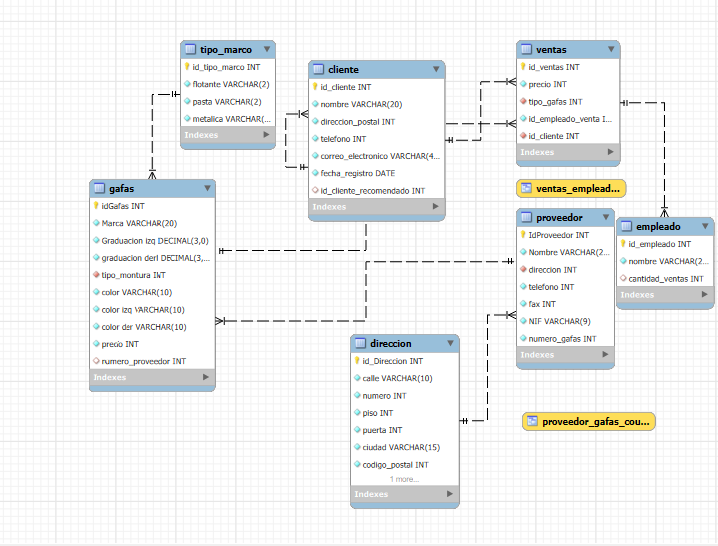 tipo_marco
id_tipo_marco INT
flotante VARCHAR(2)
pasta VARCHAR(2)
metalica VARCHAR(...
Indexes
cliente
id_cliente INT
nombre VARCHAR(20)
direccion_postal INT
telefono INT
correo_electronico VARCHAR(4...
fecha_registro DATE
id_cliente_recomendado INT
Indexes
ventas
id_ventas INT
precio INT
tipo_gafas INT
id_empleado_venta I...
id_cliente INT
Indexes
ventas_emplead...
gafas
idGafas INT
Marca VARCHAR(20)
Graduacion izq DECIMAL(3,0)
graduacion derl DECIMAL(3,...
tipo_montura INT
color VARCHAR(10)
color izq VARCHAR(10)
color der VARCHAR(10)
precio INT
numero_proveedor INT
Indexes
proveedor
IdProveedor INT
Nombre VARCHAR(2...
direccion INT
telefono INT
fax INT
NIF VARCHAR(9)
numero_gafas INT
Indexes
empleado
id_empleado INT
nombre VARCHAR(2...
cantidad_ventas INT
Indexes
direccion
id_Direccion INT
calle VARCHAR(10)
numero INT
piso INT
puerta INT
ciudad VARCHAR(15)
codigo_postal INT
1 more...
Indexes
proveedor_gafas_cou...